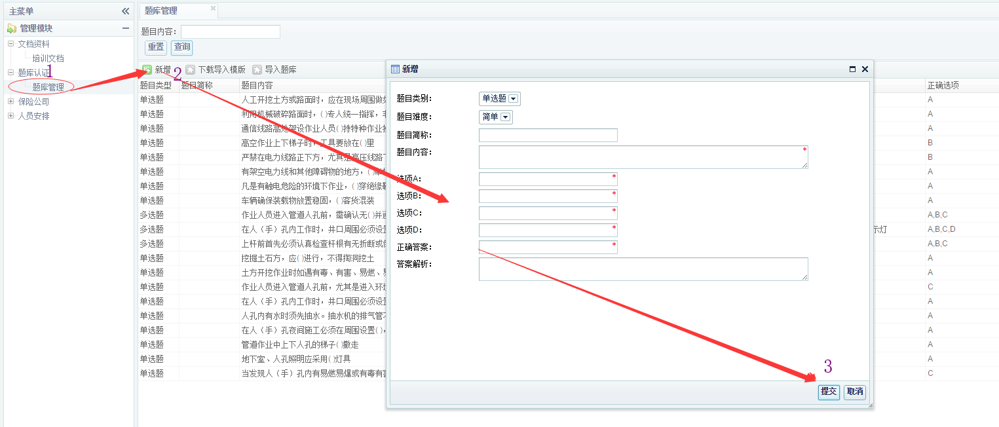 主菜单
管理模块
文档资料
培训文档
1
题库认证
题库管理
保险公司
人员安排
题库管理
题目内容：
重置 查询
新增 2 下载导入模版 导入题库
题目类型 题目简称 题目内容 正确选项
单选题 人工开挖土方或路面时，应在现场周围做 A
单选题 利用机械破碎路面时，()专人统一指挥， A
单选题 通信线路高处架设作业人员()持特种作业 A
单选题 高空作业上下梯子时，工具要放在()里 B
单选题 严禁在电力线路正下方，尤其是高压线路 B
单选题 有架空电力线和其他障碍物的地方，( A
单选题 凡是有触电危险的环境下作业，()穿绝缘 A
单选题 车辆确保装载物放置稳固，()客货混装 A
多选题 作业人员进入管道人孔前，需确认无()并 A,B,C
多选题 在人（手）孔内工作时，井口周围必须设 示灯 A,B,C,D
多选题 上杆前首先必须认真检查杆根有无折断或 A,B,C
单选题 挖掘土石方，应()进行，不得掏洞挖土 A
单选题 土方开挖作业时如遇有毒、有害、易燃、 A
单选题 作业人员进入管道人孔前，尤其是进入环 C
单选题 在人（手）孔内工作时，井口周围必须设 A
单选题 人孔内有水时须先抽水。抽水机的排气管 A
单选题 在人（手）孔夜间施工必须在周围设置()， A
单选题 管道作业中上下人孔的梯子()撤走 A
单选题 地下室、人孔照明应采用()灯具 A
单选题 当发现人（手）孔内有易燃易爆或有毒有 C
新增
题目类别： 单选题
题目难度： 简单
题目简称：
题目内容： *
选项A： *
选项B： *
选项C： *
选项D： *
正确答案： *
答案解析：
3
提交 取消